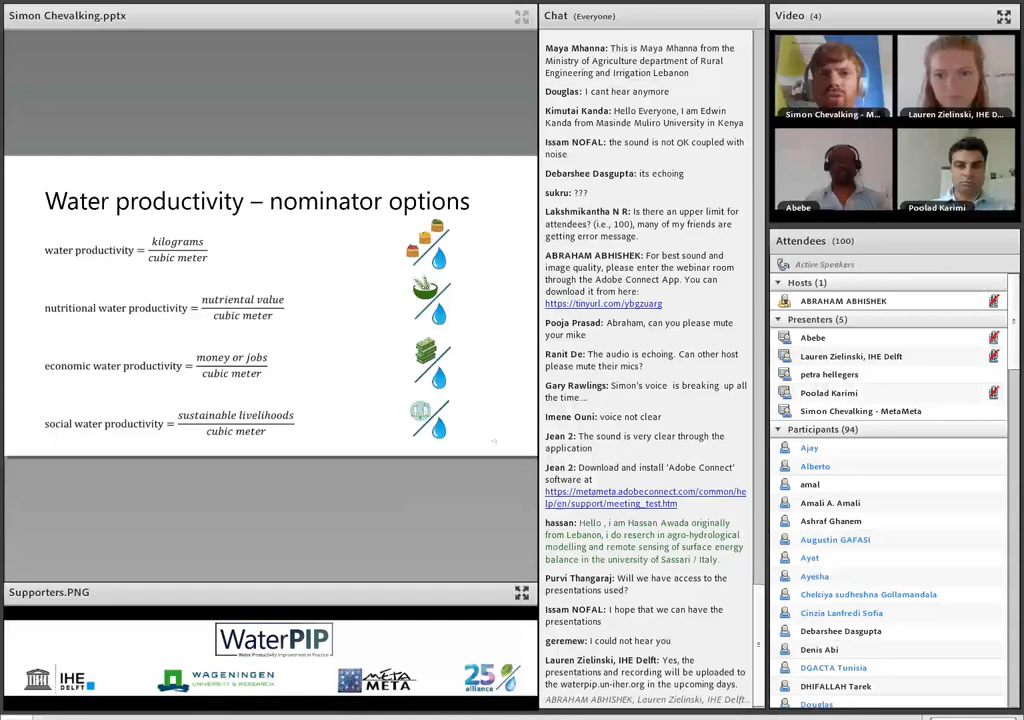 Simon Chevalking.pptx
Water productivity – nominator options
water productivity = kilograms / cubic meter
nutritional water productivity = nutriental value / cubic meter
economic water productivity = money or jobs / cubic meter
social water productivity = sustainable livelihoods / cubic meter
Supporters.PNG
WaterPIP
Water Productivity Improvement in Practice
IHE
DELFT
WAGENINGEN
UNIVERSITY & RESEARCH
META
META
25
alliance
Chat (Everyone)
Maya Mhanna: This is Maya Mhanna from the
Ministry of Agriculture department of Rural
Engineering and Irrigation Lebanon
Douglas: I cant hear anymore
Kimutai Kanda: Hello Everyone, I am Edwin
Kanda from Masinde Muliro University in Kenya
Issam NOFAL: the sound is not OK coupled with
noise
Debarshee Dasgupta: its echoing
sukru: ???
Lakshmikantha N R: Is there an upper limit for
attendees? (i.e., 100), many of my friends are
getting error message.
ABRAHAM ABHISHEK: For best sound and
image quality, please enter the webinar room
through the Adobe Connect App. You can
download it from here:
https://tinyurl.com/ybgzuarg
Pooja Prasad: Abraham, can you please mute
your mike
Ranit De: The audio is echoing. Can other host
please mute their mics?
Gary Rawlings: Simon's voice is breaking up all
the time....
Imene Ouni: voice not clear
Jean 2: The sound is very clear through the
application
Jean 2: Download and install 'Adobe Connect'
software at
https://metameta.adobeconnect.com/common/he
lp/en/support/meeting_test.htm
hassan: Hello , i am Hassan Awada originally
from Lebanon, i do reserch in agro-hydrological
modelling and remote sensing of surface energy
balance in the university of Sassari / Italy.
Purvi Thangaraj: Will we have access to the
presentations used?
Issam NOFAL: I hope that we can have the
presentations
geremew: I could not hear you
Lauren Zielinski, IHE Delft: Yes, the
presentations and recording will be uploaded to
the waterpip.un-iher.org in the upcoming days.
ABRAHAM ABHISHEK, Lauren Zielinski, IHE Delft...
Video (4)
Simon Chevalking - M...
Lauren Zielinski, IHE D...
Abebe
Poolad Karimi
Attendees (100)
Active Speakers
Hosts (1)
ABRAHAM ABHISHEK
Presenters (5)
Abebe
Lauren Zielinski, IHE Delft
petra hellegers
Poolad Karimi
Simon Chevalking - MetaMeta
Participants (94)
Ajay
Alberto
amal
Amali A. Amali
Ashraf Ghanem
Augustin GAFASI
Ayat
Ayesha
Chelciya sudheshna Gollamandala
Cinzia Lanfredi Sofia
Debarshee Dasgupta
Denis Abi
DGACTA Tunisia
DHIFALLAH Tarek
Douglas